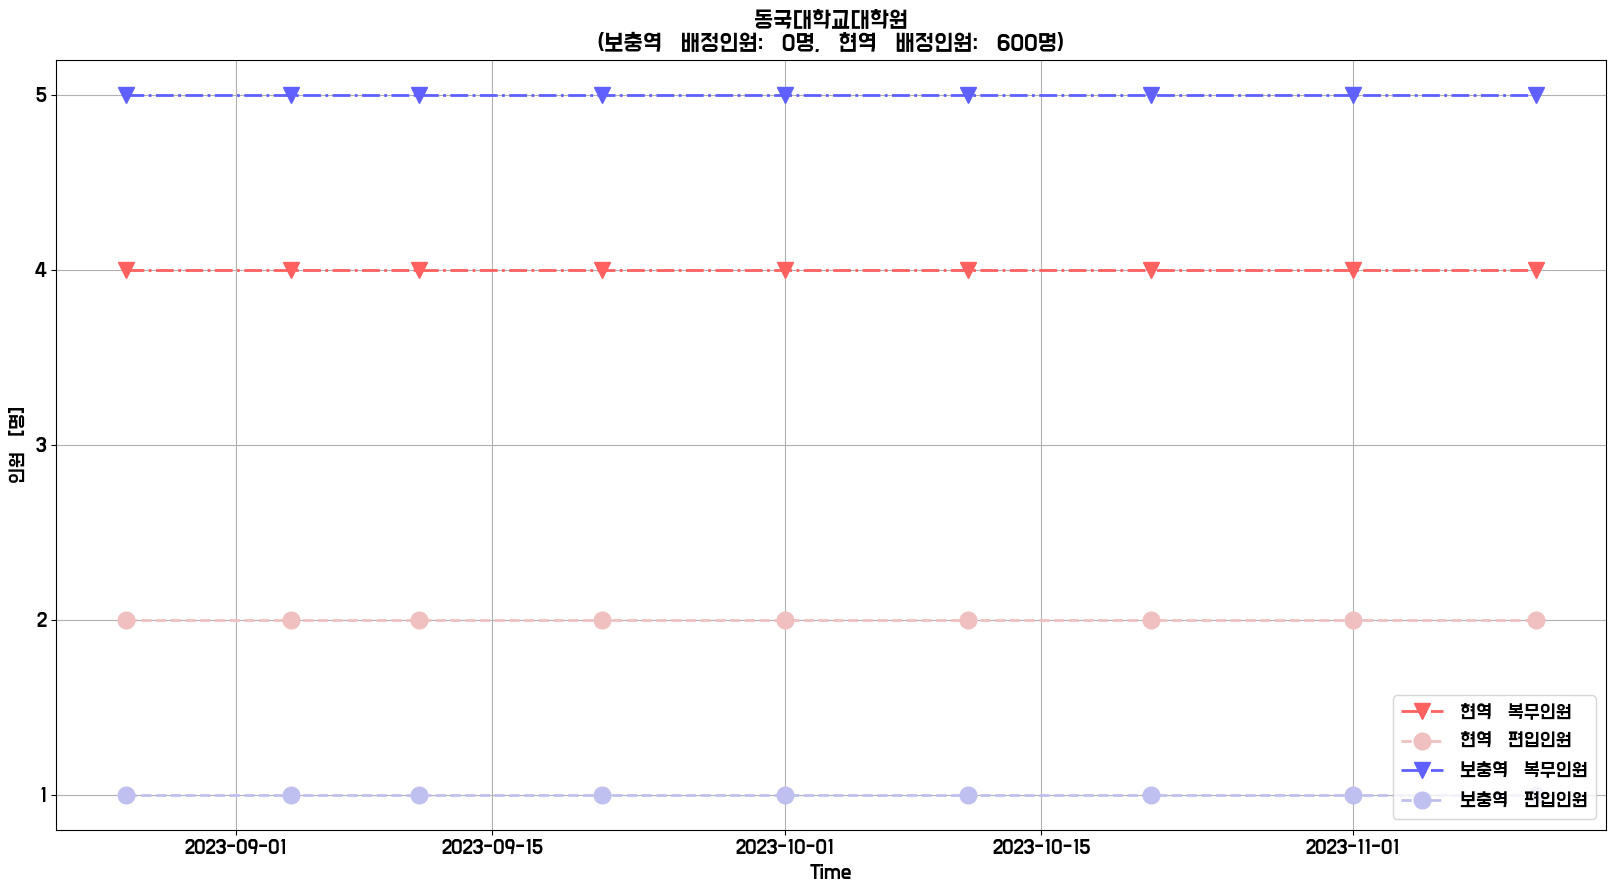 동국대학교대학원
(보충역 배정인원: 0명, 현역 배정인원: 600명)
인원 [명]
5
4
3
2
1
현역 복무인원
현역 편입인원
보충역 복무인원
보충역 편입인원
2023-09-01
2023-09-15
2023-10-01
2023-10-15
2023-11-01
Time